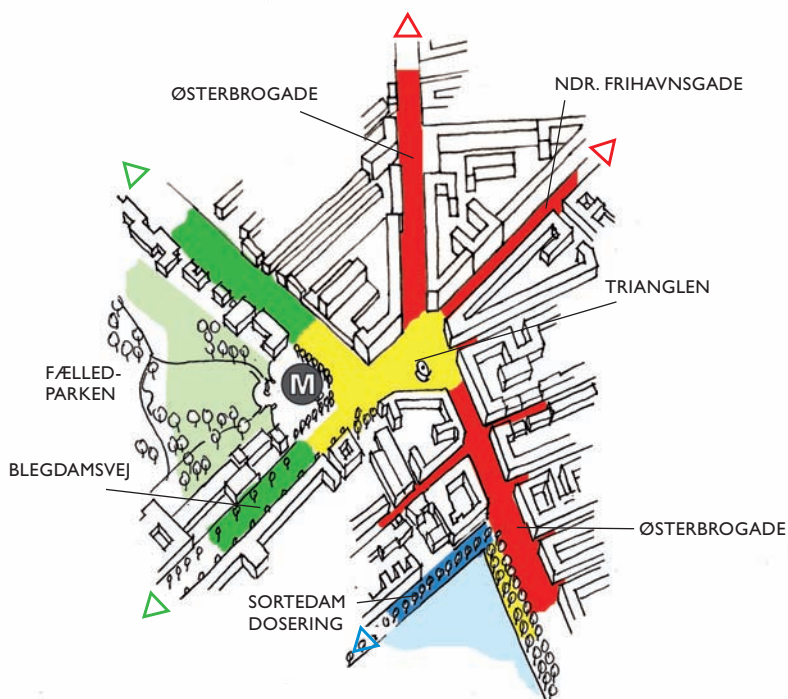 ØSTERBROGADE
NDR. FRIHAVNSGADE
TRIANGLEN
M
FÆLLED-
PARKEN
BLEGDAMSVEJ
ØSTERBROGADE
SORTEDAM
DOSERING